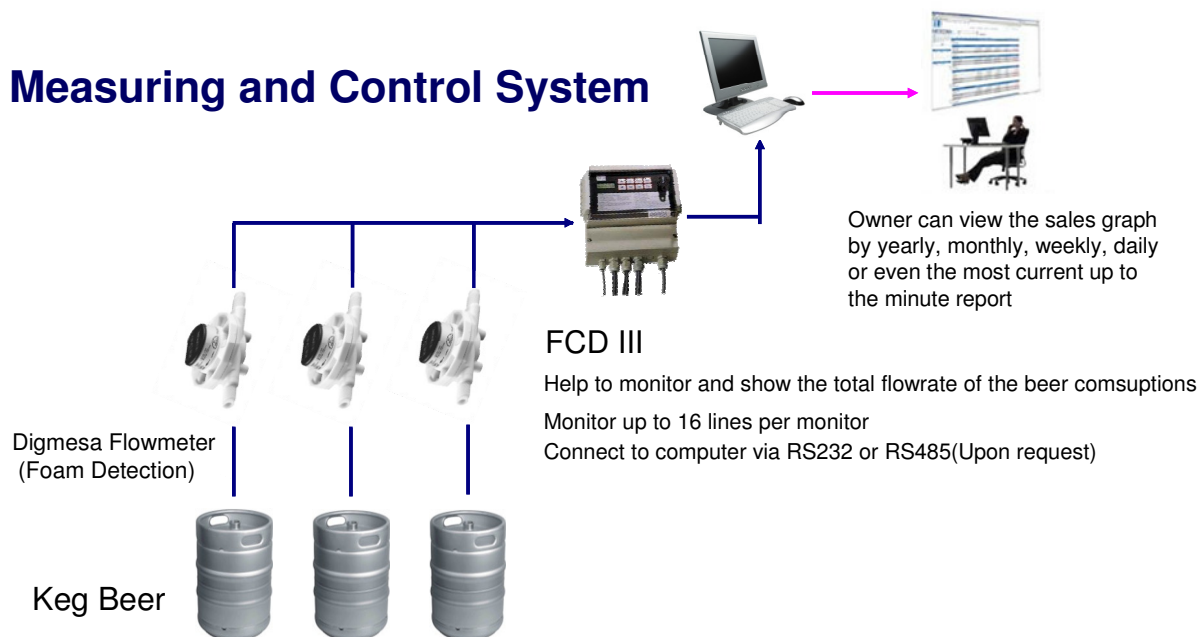 Measuring and Control System
Owner can view the sales graph
by yearly, monthly, weekly, daily
or even the most current up to
the minute report
FCD III
Help to monitor and show the total flowrate of the beer comsuptions
Monitor up to 16 lines per monitor
Connect to computer via RS232 or RS485(Upon request)
Digmesa Flowmeter
(Foam Detection)
Keg Beer